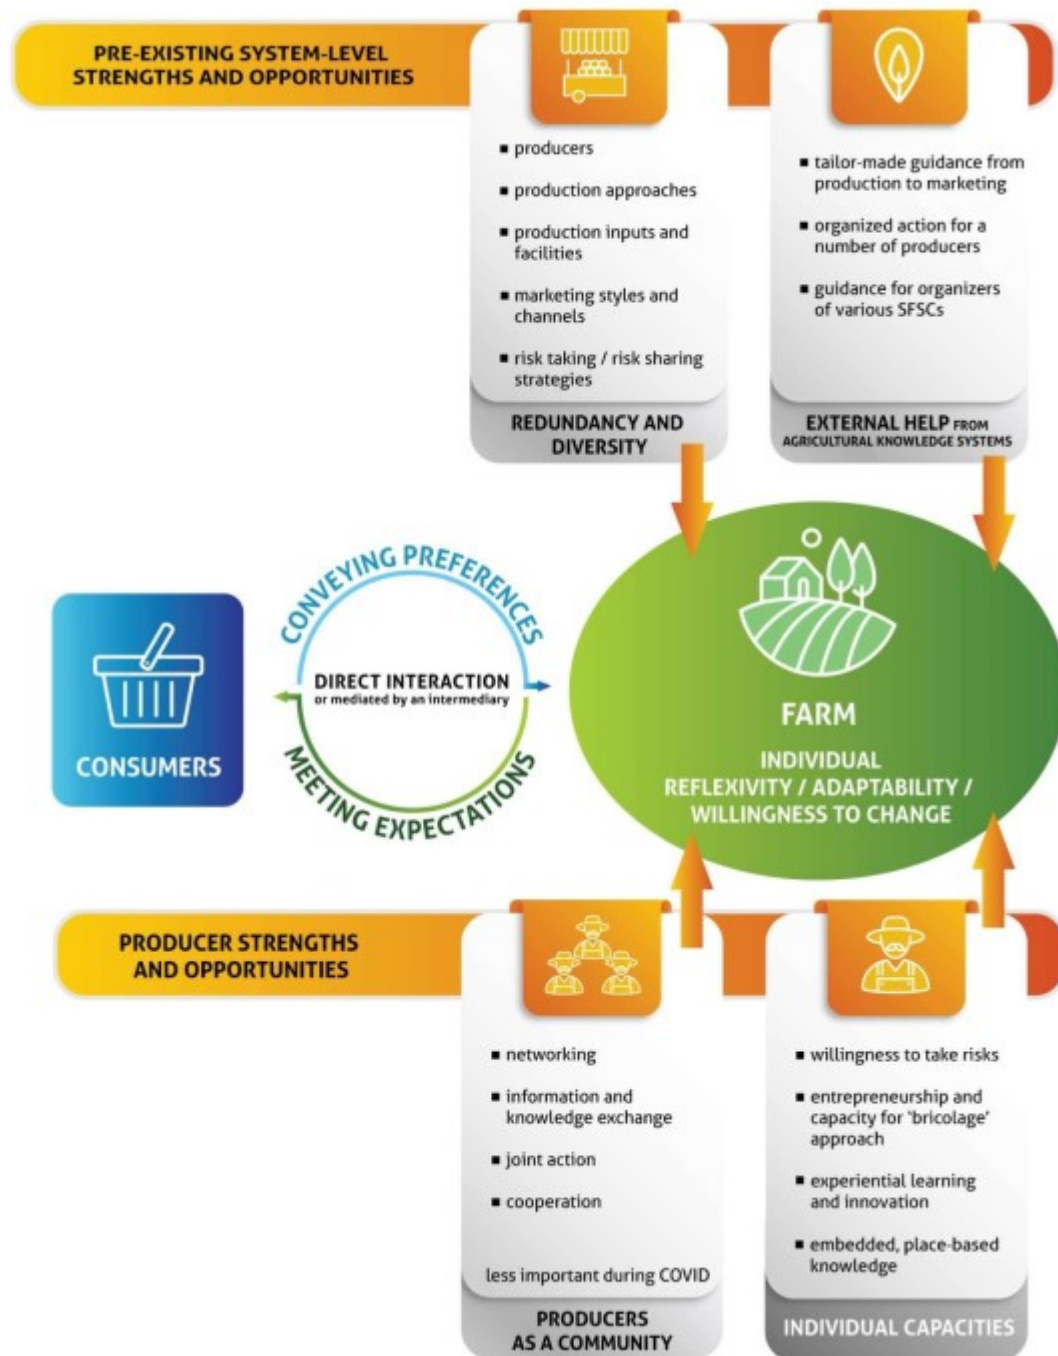 PRE-EXISTING SYSTEM-LEVEL
STRENGTHS AND OPPORTUNITIES
■ producers
■ production approaches
■ production inputs and
facilities
■ marketing styles and
channels
■ risk taking / risk sharing
strategies
REDUNDANCY AND
DIVERSITY
■ tailor-made guidance from
production to marketing
■ organized action for a
number of producers
■ guidance for organizers
of various SFSCs
EXTERNAL HELP FROM
AGRICULTURAL KNOWLEDGE SYSTEMS
CONSUMERS
CONVEYING PREFERENCES
DIRECT INTERACTION
or mediated by an intermediary
MEETING EXPECTATIONS
FARM
INDIVIDUAL
REFLEXIVITY / ADAPTABILITY /
WILLINGNESS TO CHANGE
PRODUCER STRENGTHS
AND OPPORTUNITIES
■ networking
■ information and
knowledge exchange
■ joint action
■ cooperation
less important during COVID
PRODUCERS
AS A COMMUNITY
■ willingness to take risks
■ entrepreneurship and
capacity for 'bricolage'
approach
■ experiential learning
and innovation
■ embedded, place-based
knowledge
INDIVIDUAL CAPACITIES